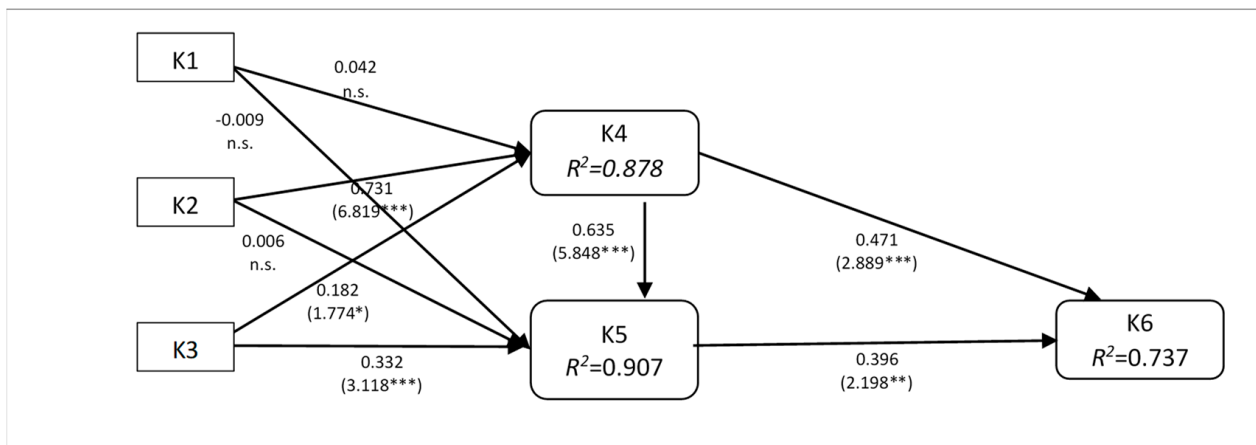 K1
0.042
n.s.
-0.009
n.s.
K4
R²=0.878
K2
0.731
(6.819***)
0.006
n.s.
0.635
(5.848***)
0.471
(2.889***)
0.182
(1.774*)
K3
0.332
(3.118***)
K5
R²=0.907
0.396
(2.198**)
K6
R²=0.737